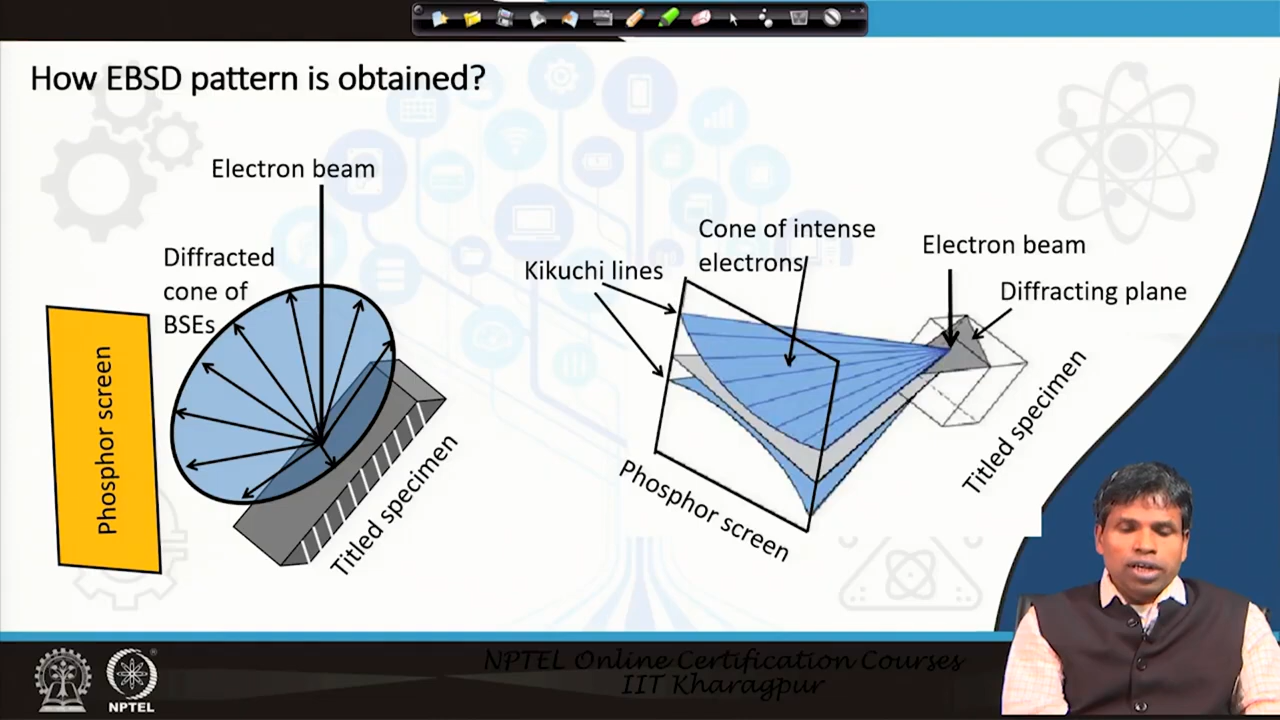 How EBSD pattern is obtained?
Electron beam
Diffracted
cone of
BSEs
Phosphor screen
Titled specimen
Cone of intense
electrons
Kikuchi lines
Electron beam
Diffracting plane
Phosphor screen
Titled specimen
NPTEL Online Certification Courses
IIT Kharagpur
NPTEL